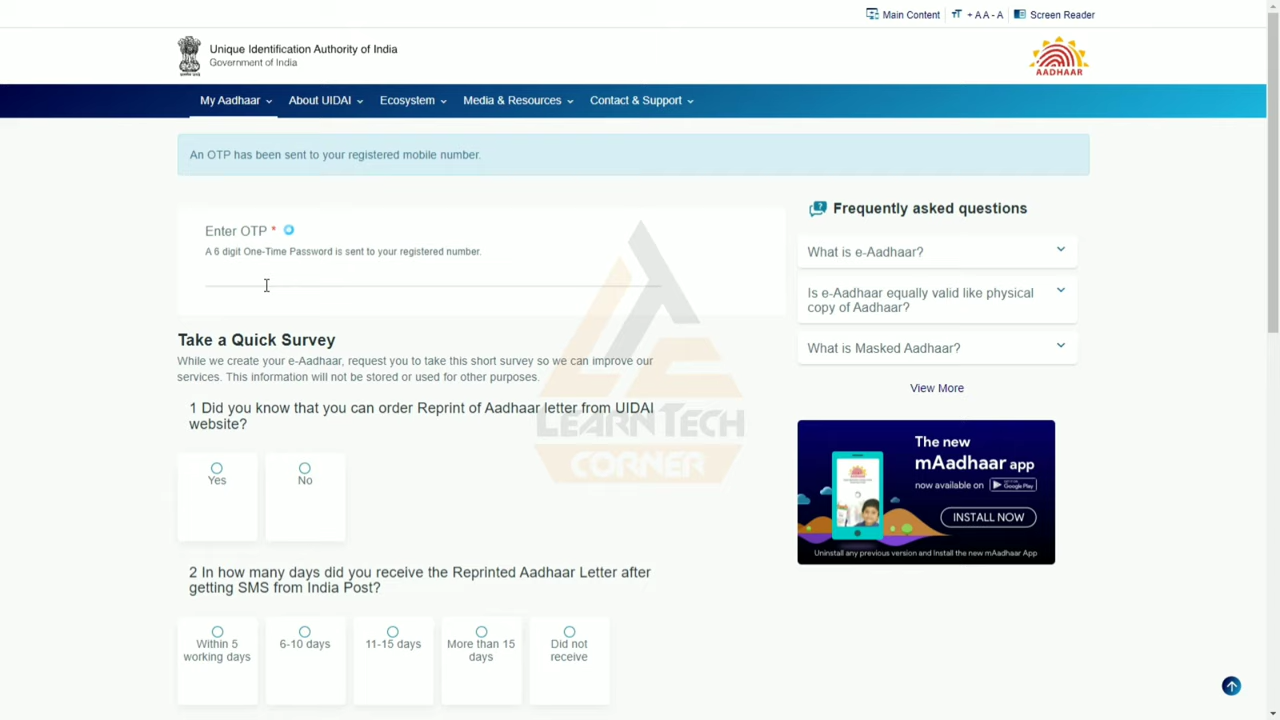 Main Content
+ A A - A
Screen Reader
Unique Identification Authority of India
Government of India
AADHAAR
My Aadhaar
About UIDAI
Ecosystem
Media & Resources
Contact & Support
An OTP has been sent to your registered mobile number.
Enter OTP *
A 6 digit One-Time Password is sent to your registered number.
Take a Quick Survey
While we create your e-Aadhaar, request you to take this short survey so we can improve our
services. This information will not be stored or used for other purposes.
1 Did you know that you can order Reprint of Aadhaar letter from UIDAI
website?
Yes
No
2 In how many days did you receive the Reprinted Aadhaar Letter after
getting SMS from India Post?
Within 5
working days
6-10 days
11-15 days
More than 15
days
Did not
receive
LEARN TECH
CORNER
Frequently asked questions
What is e-Aadhaar?
Is e-Aadhaar equally valid like physical
copy of Aadhaar?
What is Masked Aadhaar?
View More
The new
mAadhaar app
now available on
Google Play
INSTALL NOW
Uninstall any previous version and Install the new mAadhaar App